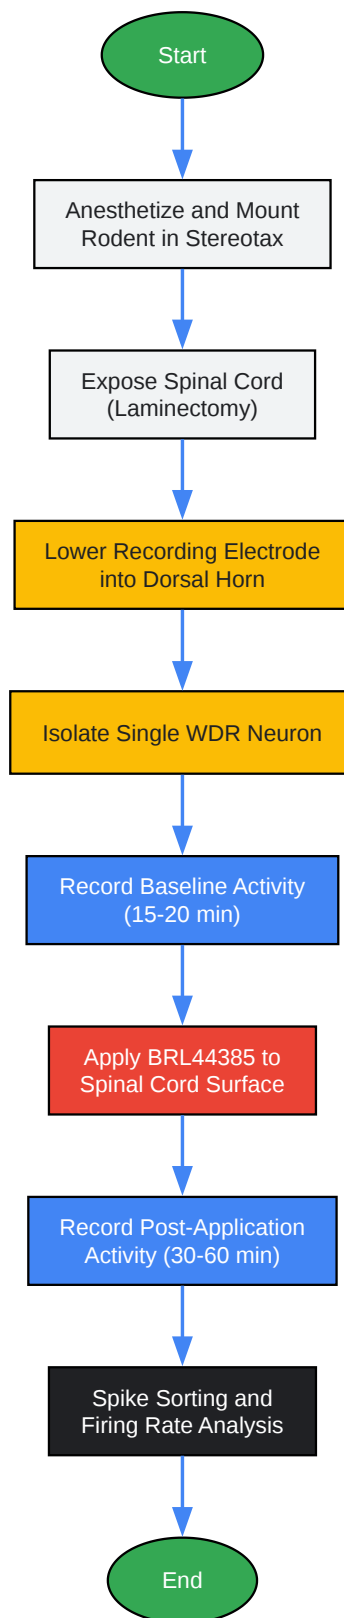 Start
Anesthetize and Mount
Rodent in Stereotax
Expose Spinal Cord
(Laminectomy)
Lower Recording Electrode
into Dorsal Horn
Isolate Single WDR Neuron
Record Baseline Activity
(15-20 min)
Apply BRL44385 to
Spinal Cord Surface
Record Post-Application
Activity (30-60 min)
Spike Sorting and
Firing Rate Analysis
End